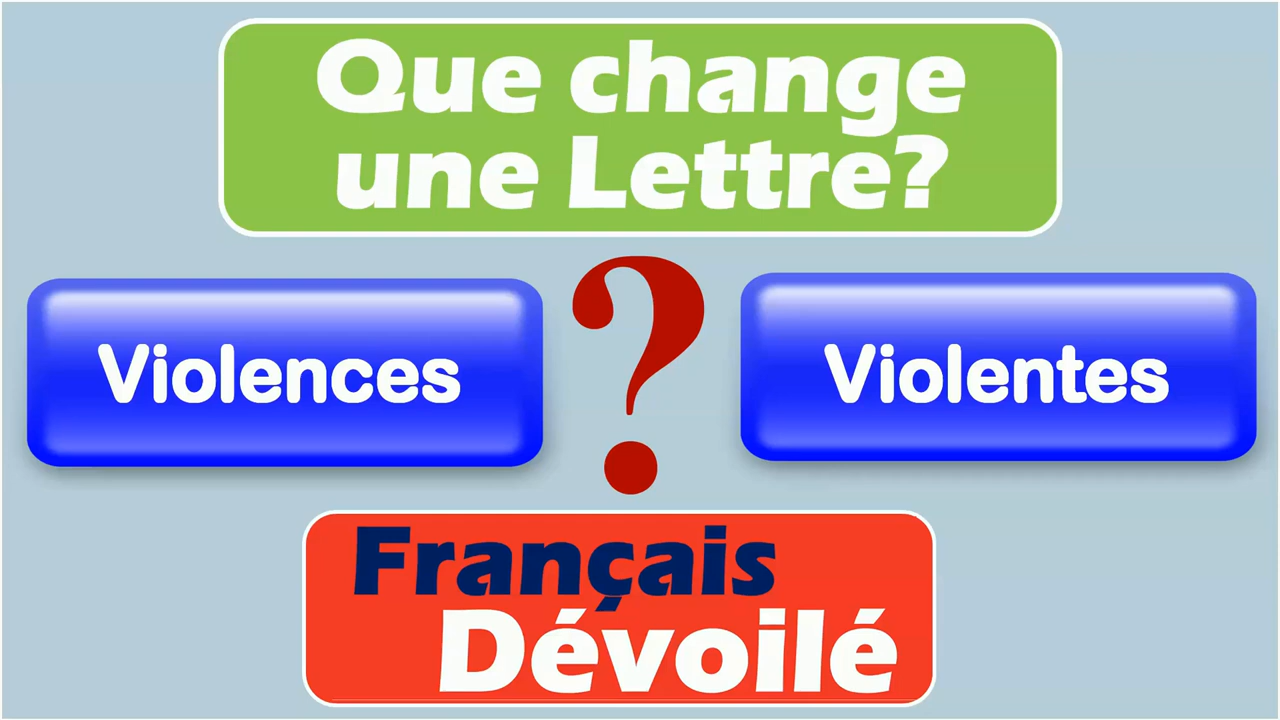 Que change
une Lettre?
Violences
?
Violentes
Français
Dévoilé